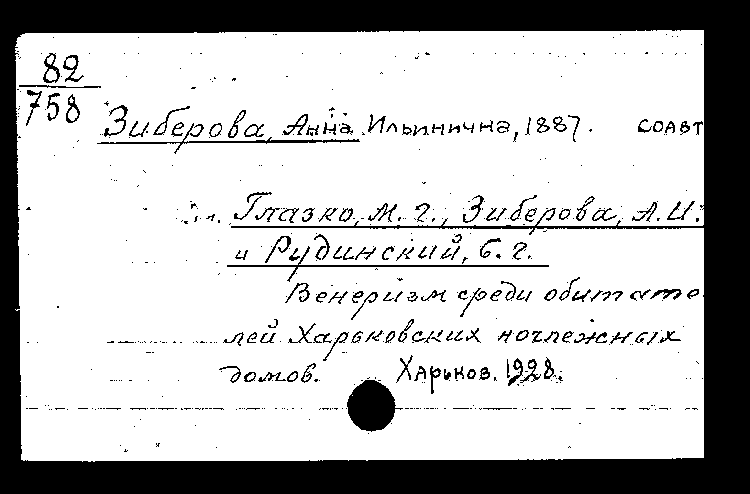 82
758
Зиберова, Анна Ильинична, 1887. СОАВТ
См. Глазко, М. Г., Зиберова, А. И.
и Рудинский, Б. Г.
Венеризм среди обитате
лей Харьковских ночлежных
домов. Харьков. 1928.